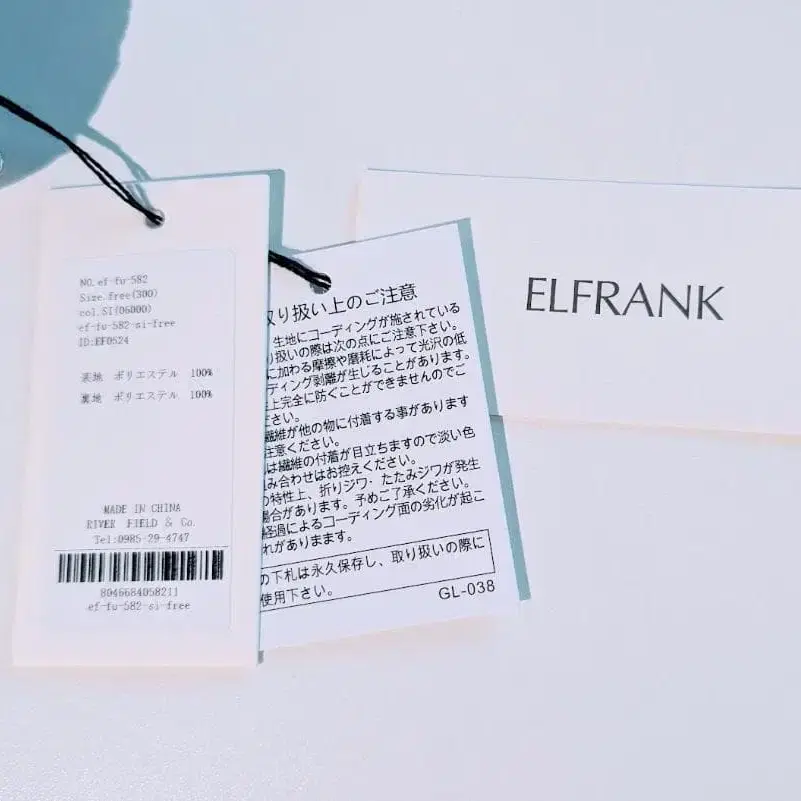 NO.ef-fu-582
Size.free(300)
col.SI(06000)
ef-fu-582-si-free
ID:EF0524
表地 ポリエステル 100%
裏地 ポリエステル 100%
MADE IN CHINA
RIVER FIELD & Co.
Tel:0985-29-4747
8046684058211
ef-fu-582-si-free
取り扱い上のご注意
生地にコーディングが施されている
り扱いの際は次の点にご注意下さい。
に加わる摩擦や磨耗によって光沢の低
ディング剥離が生じることがあります。
上完全に防ぐことができませんのでご
ださい。
繊維が他の物に付着する事があります
注意ください。
は繊維の付着が目立ちますので淡い色
み合わせはお控えください。
の特性上、折りジワ・たたみジワが発生
場合があります。予めご了承ください。
経過によるコーディング面の劣化が起こ
れがありまます。
の下札は永久保存し、取り扱いの際に
使用下さい。
GL-038
ELFRANK